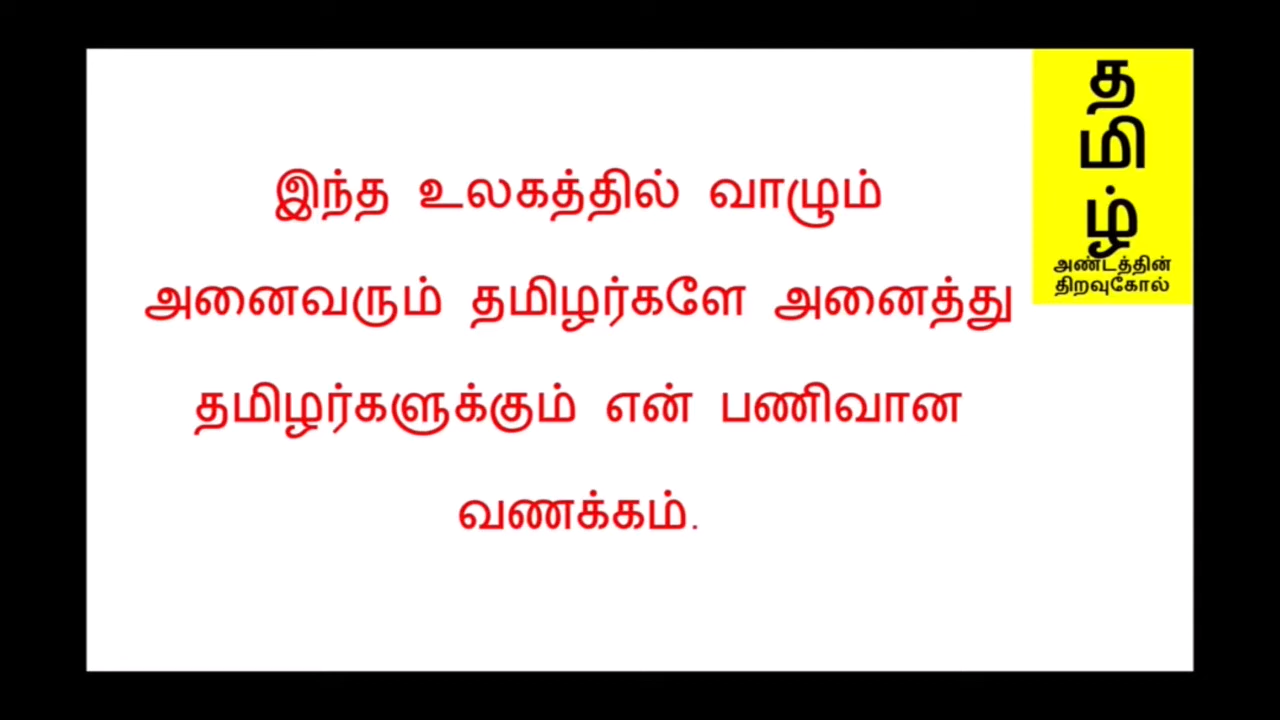 இந்த உலகத்தில் வாழும்
அனைவரும் தமிழர்களே அனைத்து
தமிழர்களுக்கும் என் பணிவான
வணக்கம்.
த
மி
ழ்
அண்டத்தின்
திறவுகோல்